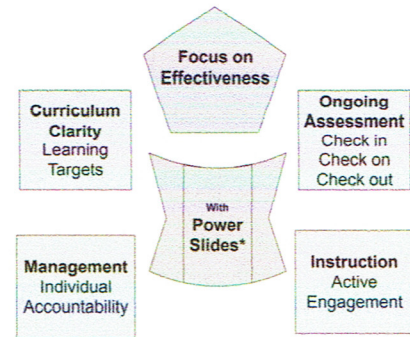 Focus on
Effectiveness
Curriculum
Clarity
Learning
Targets
Ongoing
Assessment
Check in
Check on
Check out
With
Power
Slides*
Management
Individual
Accountability
Instruction
Active
Engagement